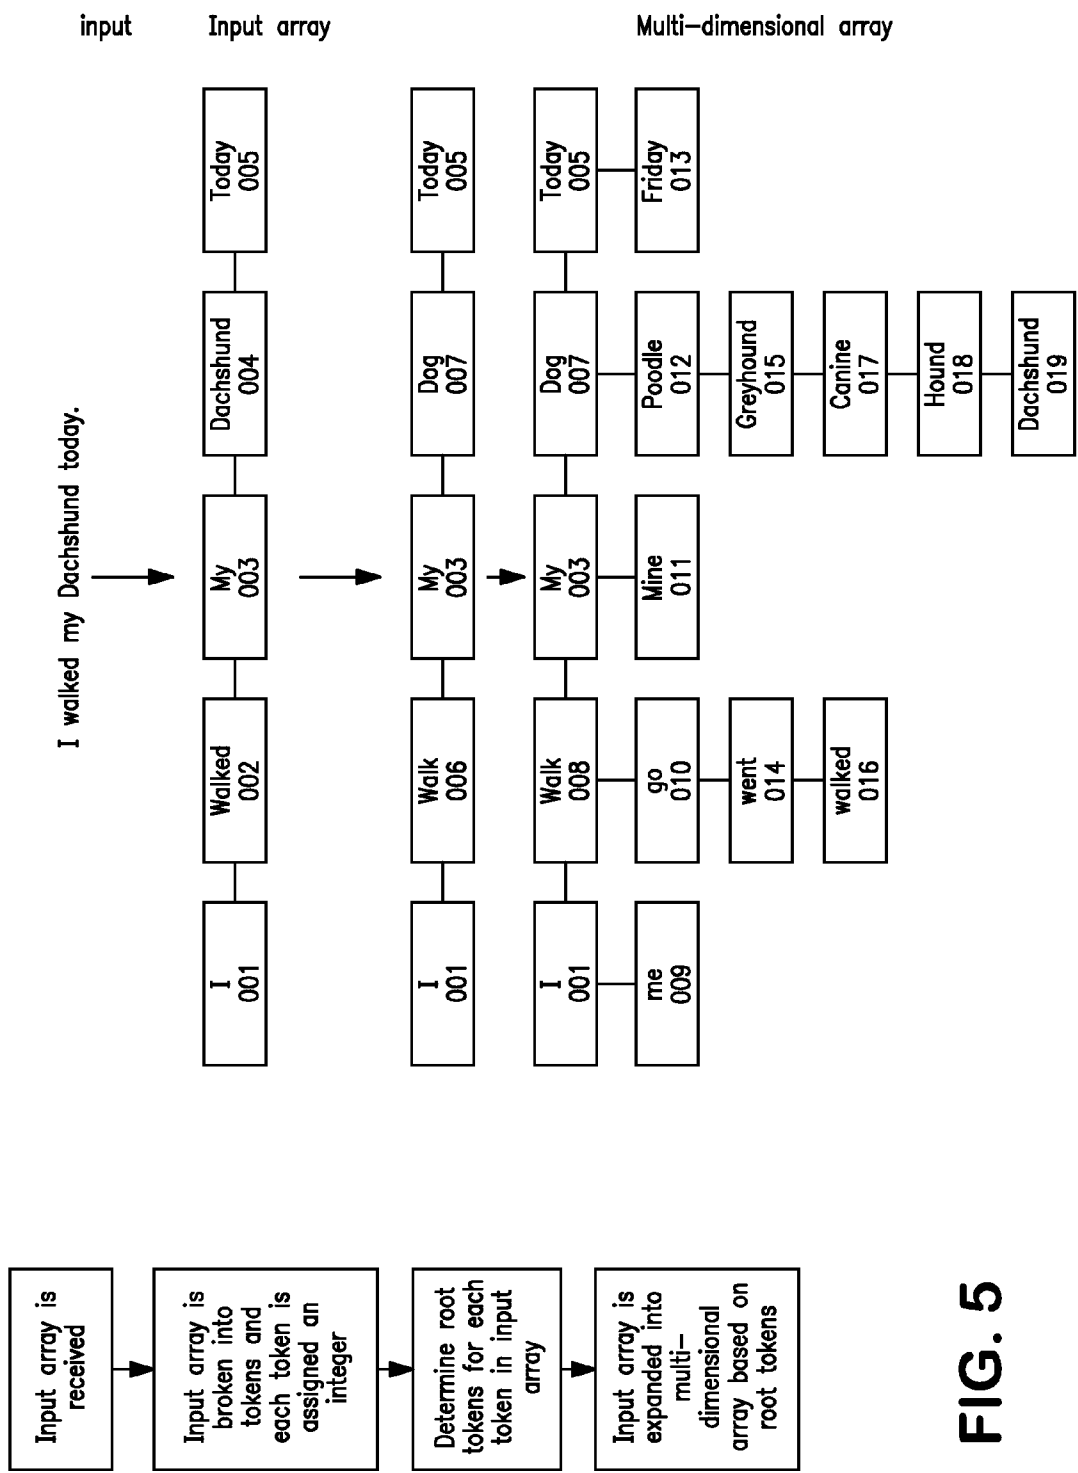 Input array is
received
Input array is
broken into
tokens and
each token is
assigned an
integer
Determine root
tokens for each
token in input
array
Input array is
expanded into
multi-
dimensional
array based on
root tokens
I walked my Dachshund today.
input
I
001
Walked
002
My
003
Dachshund
004
Today
005
Input array
I
001
Walk
006
My
003
Dog
007
Today
005
I
001
Walk
008
My
003
Dog
007
Today
005
Multi-dimensional array
me
009
go
010
Mine
011
Poodle
012
Friday
013
went
014
Greyhound
015
walked
016
Canine
017
Hound
018
Dachshund
019
FIG. 5